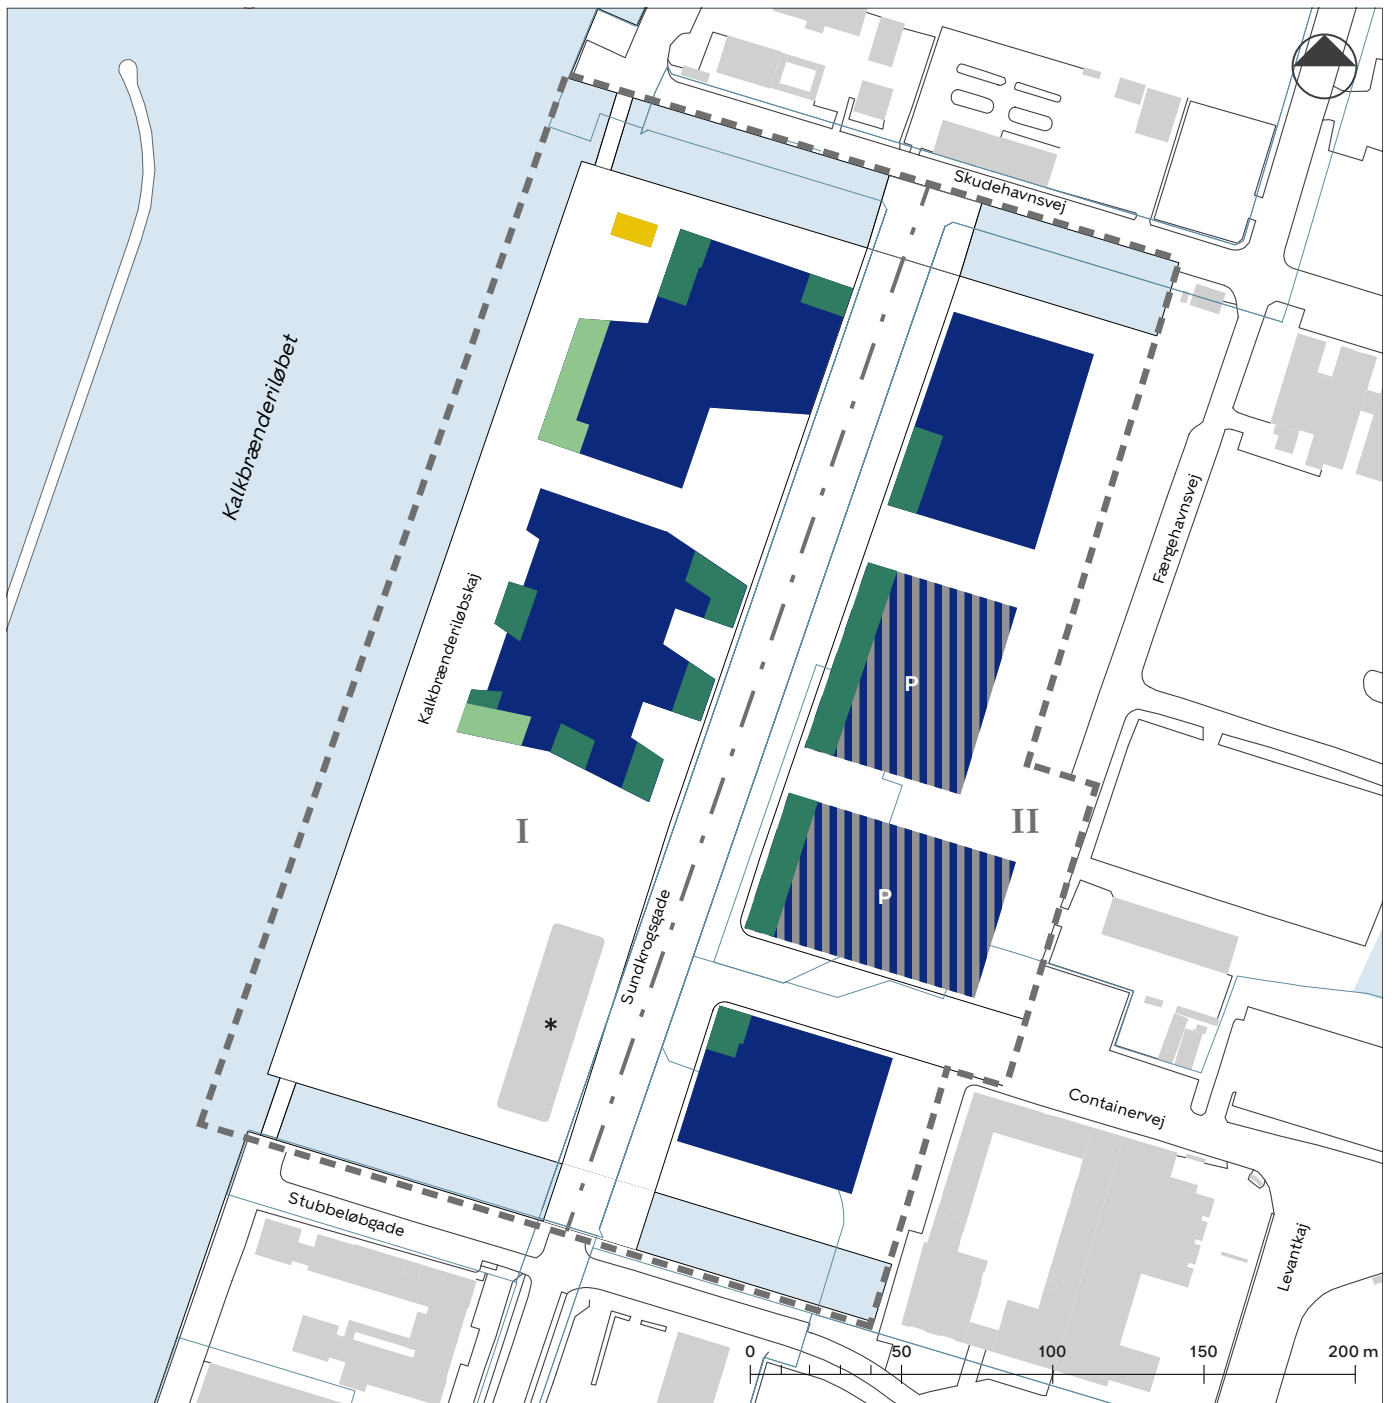 Skudehavnsvej
Kalkbrænderiløbet
Færgehavnsvej
Kalkbrænderiløbskaj
P
I
II
P
Sundkrogsgade
*
Containervej
Stubbeløbgade
Levantkaj
0 50 100 150 200 m